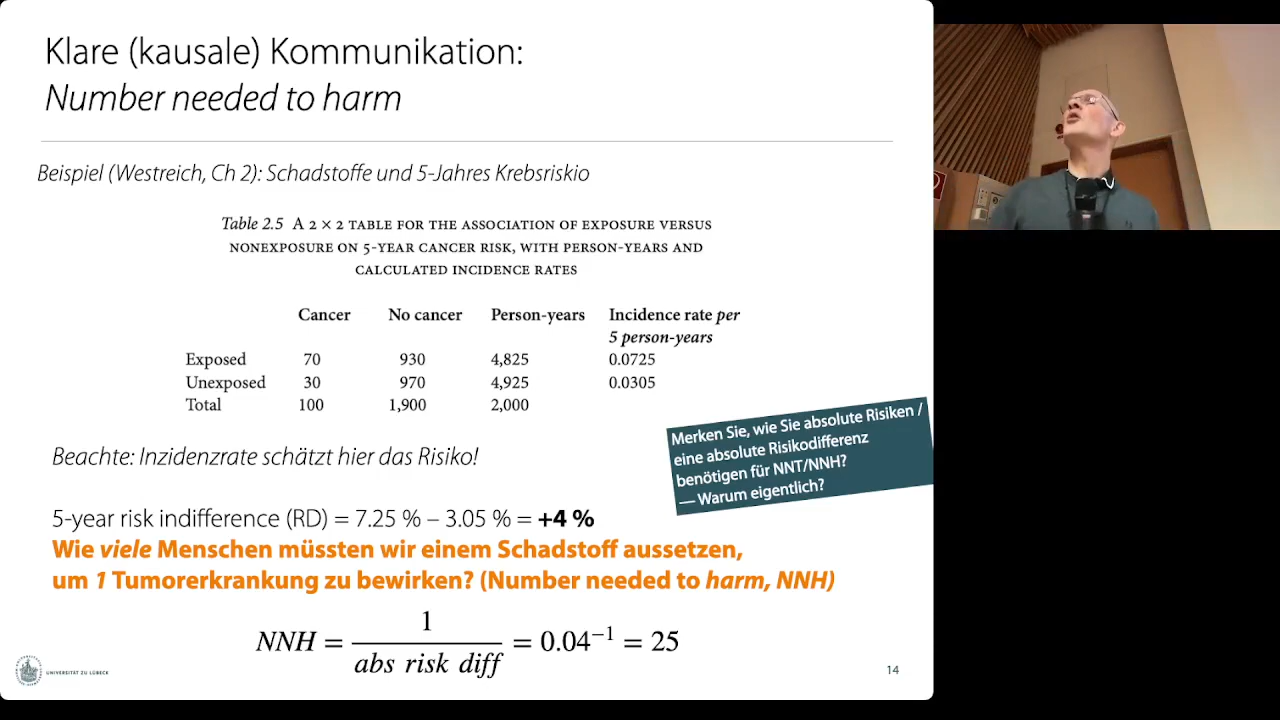 Klare (kausale) Kommunikation:
Number needed to harm
Beispiel (Westreich, Ch 2): Schadstoffe und 5-Jahres Krebsriskio
Table 2.5 A 2 × 2 TABLE FOR THE ASSOCIATION OF EXPOSURE VERSUS
NONEXPOSURE ON 5-YEAR CANCER RISK, WITH PERSON-YEARS AND
CALCULATED INCIDENCE RATES
Cancer No cancer Person-years Incidence rate per
5 person-years
Exposed 70 930 4,825 0.0725
Unexposed 30 970 4,925 0.0305
Total 100 1,900 2,000
Merken Sie, wie Sie absolute Risiken /
eine absolute Risikodifferenz
benötigen für NNT/NNH?
— Warum eigentlich?
Beachte: Inzidenzrate schätzt hier das Risiko!
5-year risk indifference (RD) = 7.25 % – 3.05 % = +4 %
Wie viele Menschen müssten wir einem Schadstoff aussetzen,
um 1 Tumorerkrankung zu bewirken? (Number needed to harm, NNH)
NNH = 1 / abs risk diff = 0.04⁻¹ = 25
UNIVERSITÄT ZU LÜBECK
14